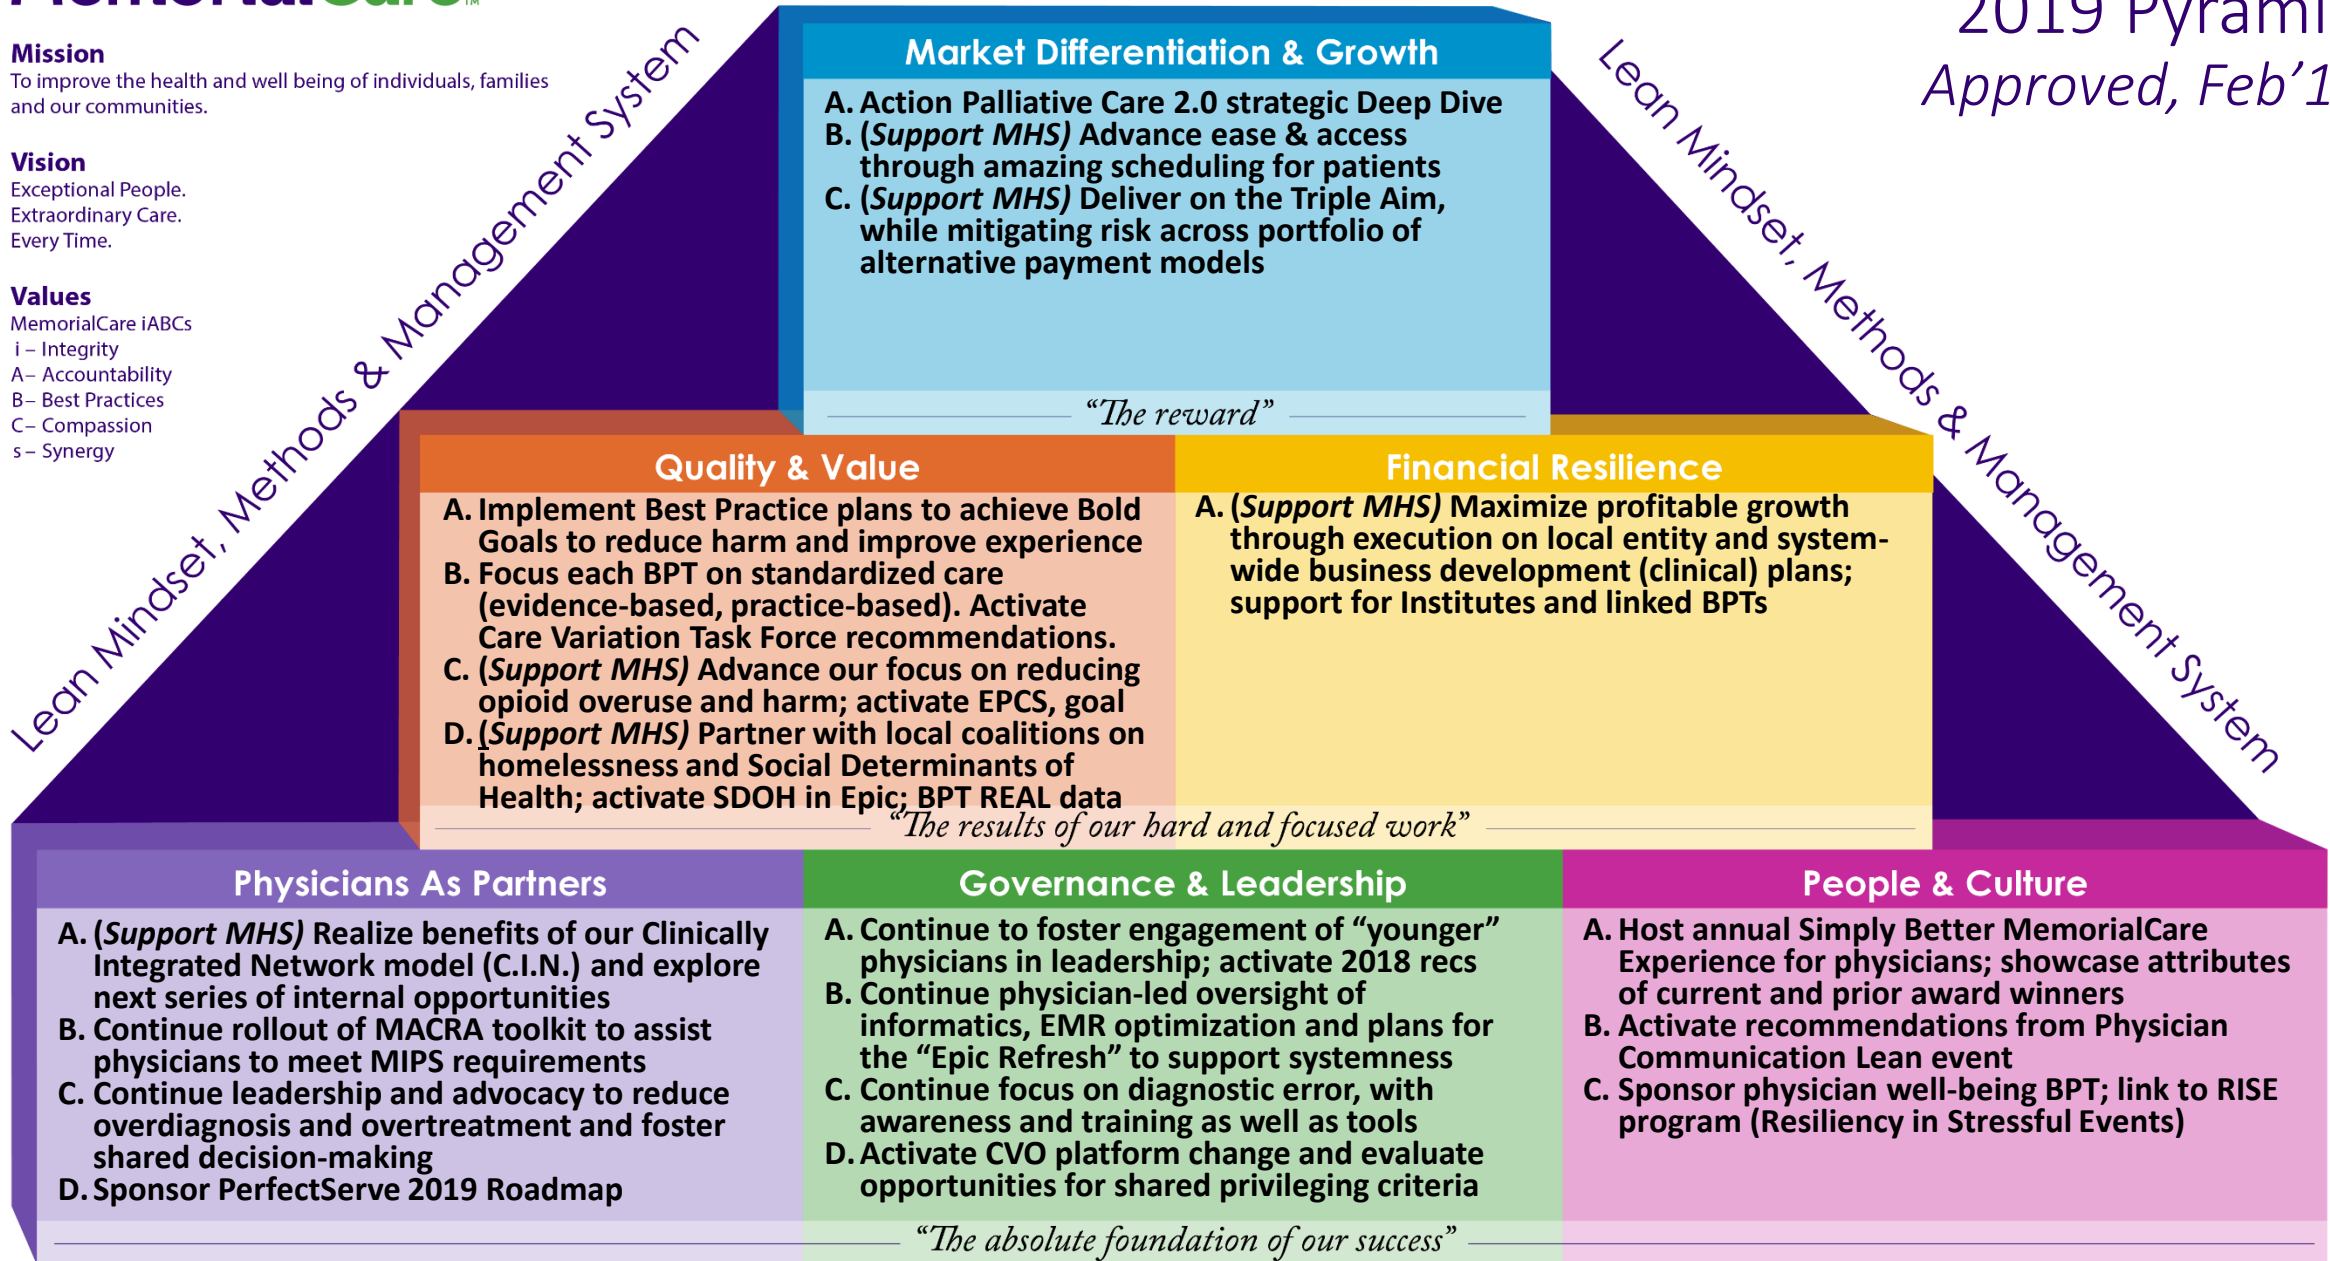 MemorialCare™
2019 Pyrami
Approved, Feb’1
Mission
To improve the health and well being of individuals, families
and our communities.
Vision
Exceptional People.
Extraordinary Care.
Every Time.
Values
MemorialCare iABCs
i – Integrity
A– Accountability
B– Best Practices
C– Compassion
s – Synergy
Lean Mindset, Methods & Management System
Lean Mindset, Methods & Management System
Market Differentiation & Growth
A. Action Palliative Care 2.0 strategic Deep Dive
B. (Support MHS) Advance ease & access
through amazing scheduling for patients
C. (Support MHS) Deliver on the Triple Aim,
while mitigating risk across portfolio of
alternative payment models
“The reward”
Quality & Value
A. Implement Best Practice plans to achieve Bold
Goals to reduce harm and improve experience
B. Focus each BPT on standardized care
(evidence-based, practice-based). Activate
Care Variation Task Force recommendations.
C. (Support MHS) Advance our focus on reducing
opioid overuse and harm; activate EPCS, goal
D. (Support MHS) Partner with local coalitions on
homelessness and Social Determinants of
Health; activate SDOH in Epic; BPT REAL data
Financial Resilience
A. (Support MHS) Maximize profitable growth
through execution on local entity and system-
wide business development (clinical) plans;
support for Institutes and linked BPTs
“The results of our hard and focused work”
Physicians As Partners
A. (Support MHS) Realize benefits of our Clinically
Integrated Network model (C.I.N.) and explore
next series of internal opportunities
B. Continue rollout of MACRA toolkit to assist
physicians to meet MIPS requirements
C. Continue leadership and advocacy to reduce
overdiagnosis and overtreatment and foster
shared decision-making
D. Sponsor PerfectServe 2019 Roadmap
Governance & Leadership
A. Continue to foster engagement of “younger”
physicians in leadership; activate 2018 recs
B. Continue physician-led oversight of
informatics, EMR optimization and plans for
the “Epic Refresh” to support systemness
C. Continue focus on diagnostic error, with
awareness and training as well as tools
D. Activate CVO platform change and evaluate
opportunities for shared privileging criteria
People & Culture
A. Host annual Simply Better MemorialCare
Experience for physicians; showcase attributes
of current and prior award winners
B. Activate recommendations from Physician
Communication Lean event
C. Sponsor physician well-being BPT; link to RISE
program (Resiliency in Stressful Events)
“The absolute foundation of our success”